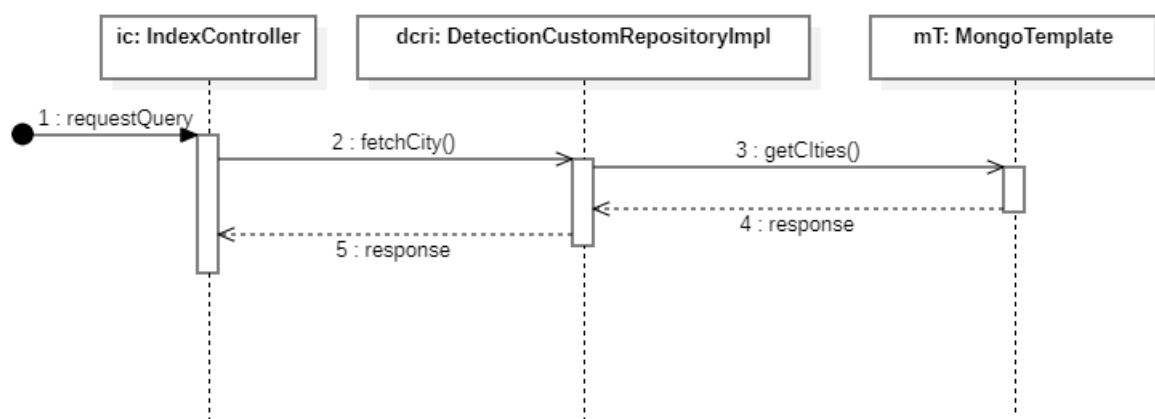 ic: IndexController
dcri: DetectionCustomRepositoryImpl
mT: MongoTemplate
1 : requestQuery
2 : fetchCity()
3 : getCIties()
4 : response
5 : response